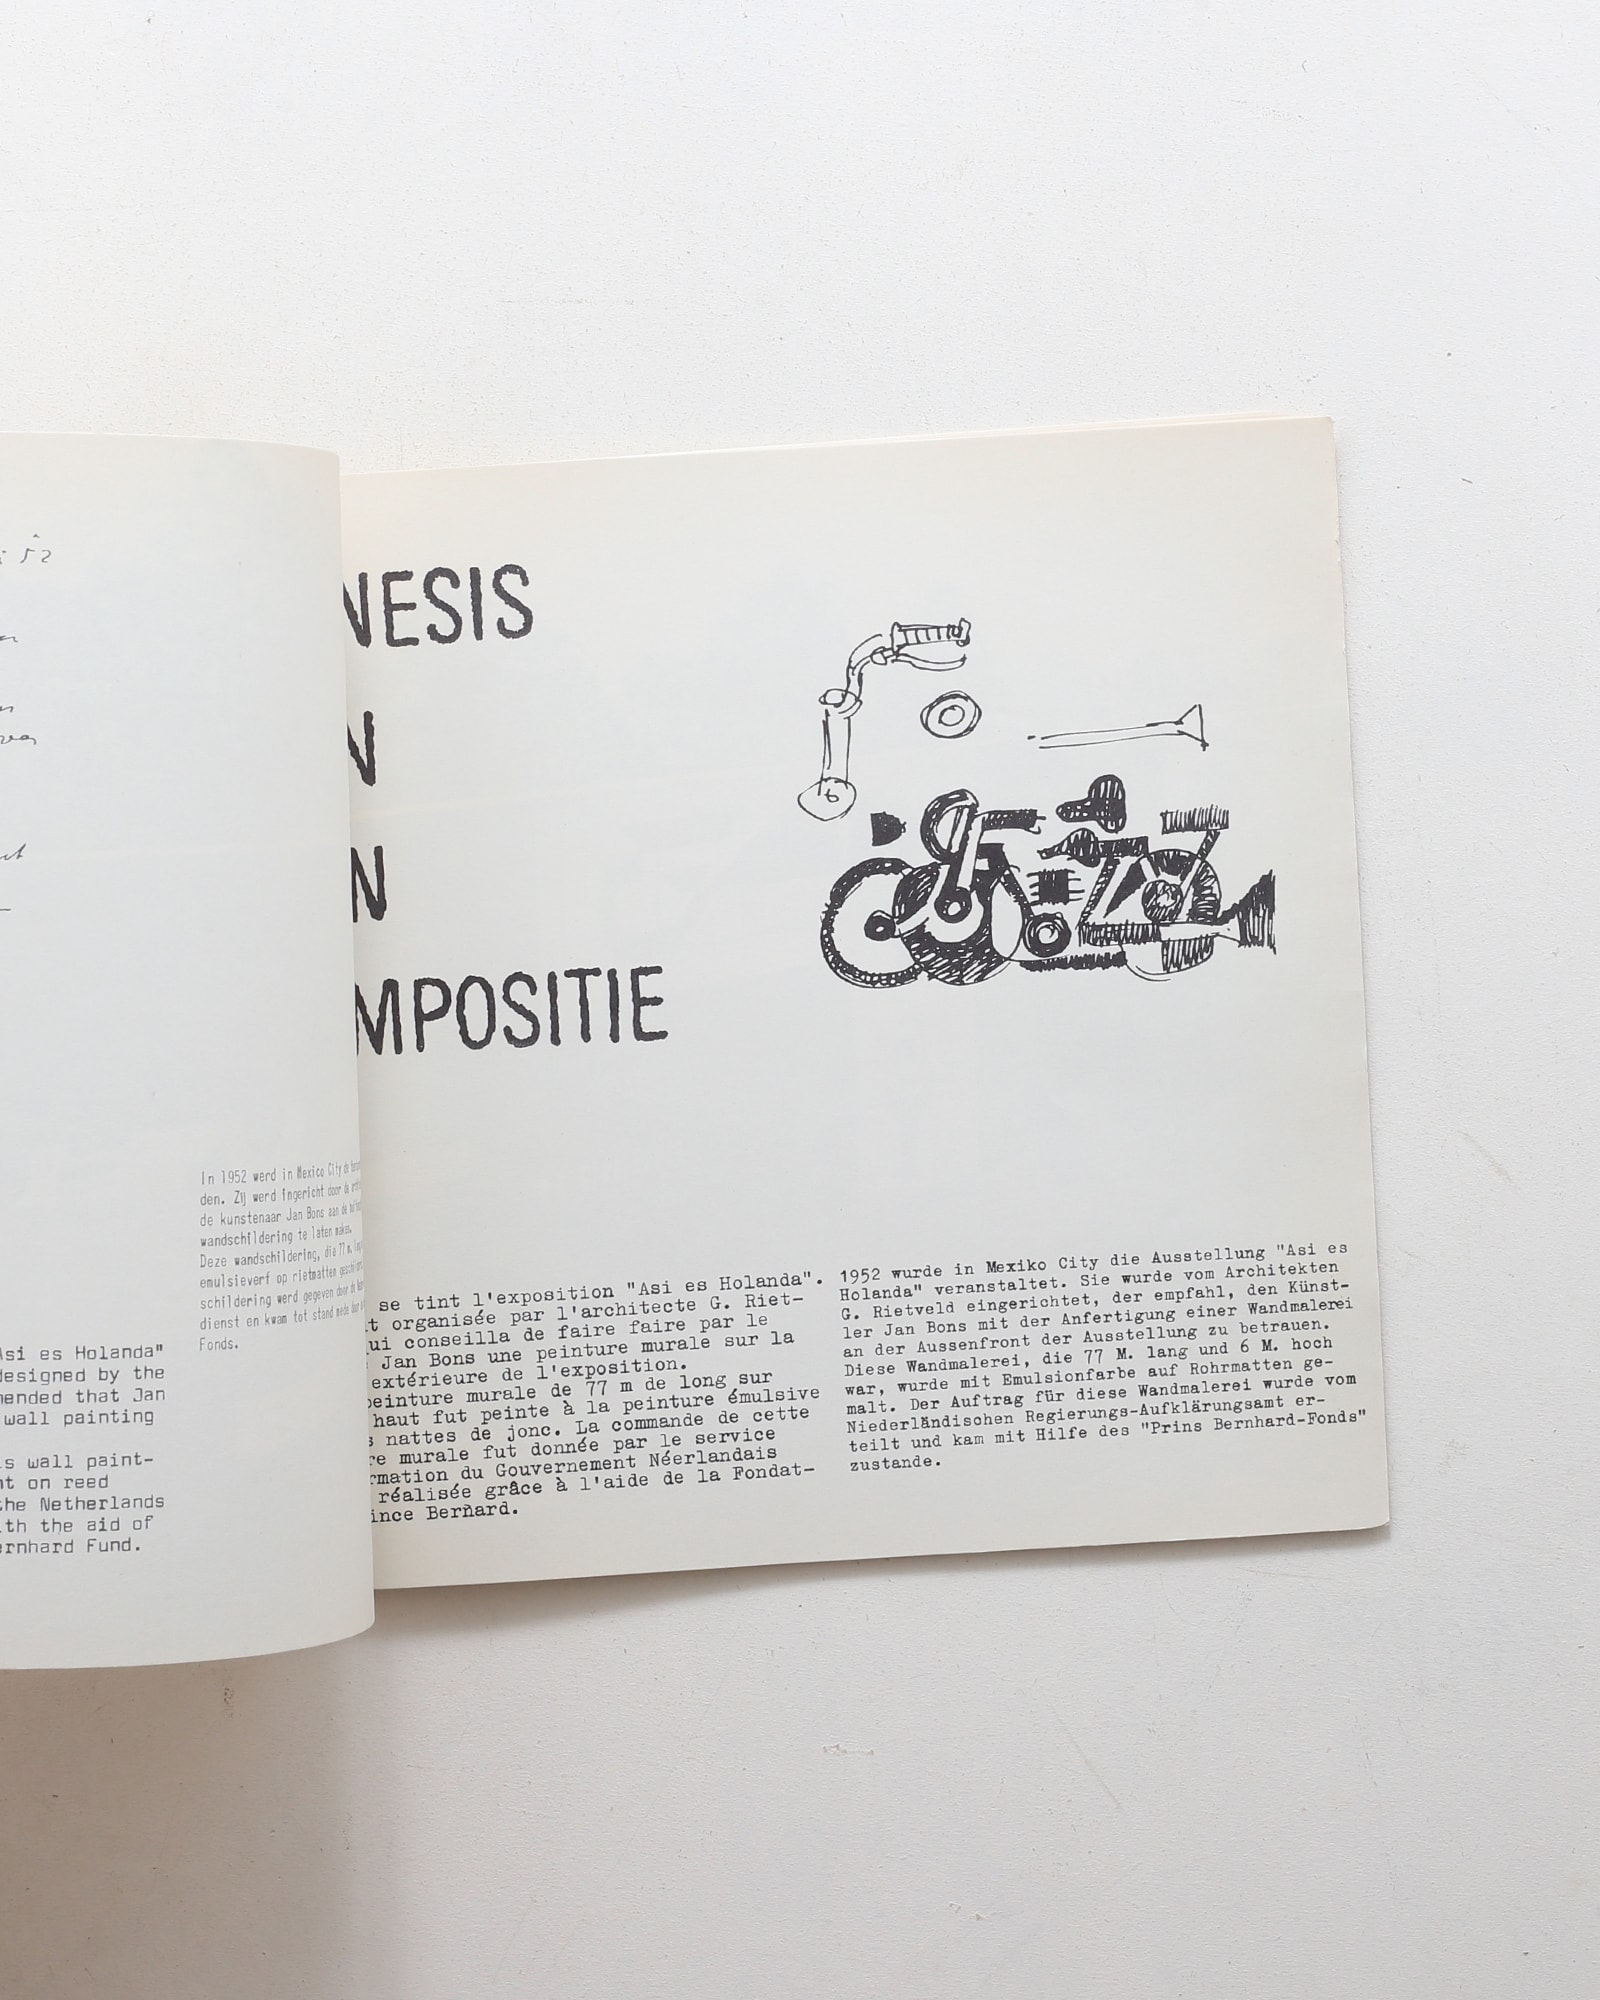 52
In 1952 werd in Mexico City de
den. Zij werd ingericht door de
de kunstenaar Jan Bons aan de
wandschildering te laten maken.
Deze wandschildering, die 77 m.
emulsieverf op rietmatten
schildering werd gegeven door de
dienst en kwam tot stand mede door
Fonds.
Asi es Holanda"
designed by the
mended that Jan
wall painting
is wall paint-
nt on reed
the Netherlands
ith the aid of
ernhard Fund.
NESIS
N
N
MPOSITIE
se tint l'exposition "Asi es Holanda".
t organisée par l'architecte G. Riet-
ui conseilla de faire faire par le
Jan Bons une peinture murale sur la
extérieure de l'exposition.
peinture murale de 77 m de long sur
haut fut peinte à la peinture émulsive
s nattes de jonc. La commande de cette
re murale fut donnée par le service
rmation du Gouvernement Néerlandais
réalisée grâce à l'aide de la Fondat-
ince Bernard.
1952 wurde in Mexiko City die Ausstellung "Asi es
Holanda" veranstaltet. Sie wurde vom Architekten
G. Rietveld eingerichtet, der empfahl, den Künst-
ler Jan Bons mit der Anfertigung einer Wandmalerei
an der Aussenfront der Ausstellung zu betrauen.
Diese Wandmalerei, die 77 M. lang und 6 M. hoch
war, wurde mit Emulsionfarbe auf Rohrmatten ge-
malt. Der Auftrag für diese Wandmalerei wurde vom
Niederländischen Regierungs-Aufklärungsamt er-
teilt und kam mit Hilfe des "Prins Bernhard-Fonds"
zustande.